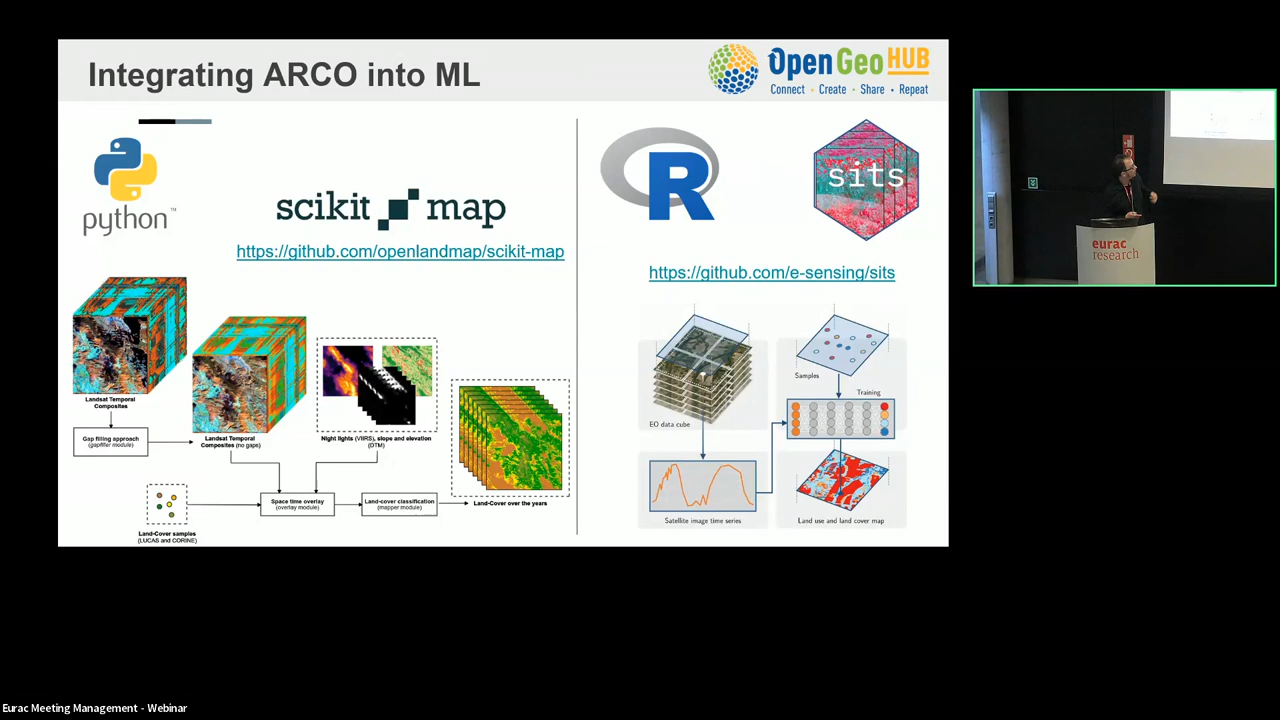 Integrating ARCO into ML
OpenGeoHUB
Connect • Create • Share • Repeat
python™
scikit map
https://github.com/openlandmap/scikit-map
Landsat Temporal
Composites
Gap filling approach
(gapfiller module)
Landsat Temporal
Composites (no gaps)
Night lights (VIIRS), slope and elevation
(DTM)
Space time overlay
(overlay module)
Land-cover classification
(mapper module)
Land-Cover over the years
Land-Cover samples
(LUCAS and CORINE)
R
sits
https://github.com/e-sensing/sits
EO data cube
Samples
Training
Satellite image time series
Land use and land cover map
eurac
research
Eurac Meeting Management - Webinar